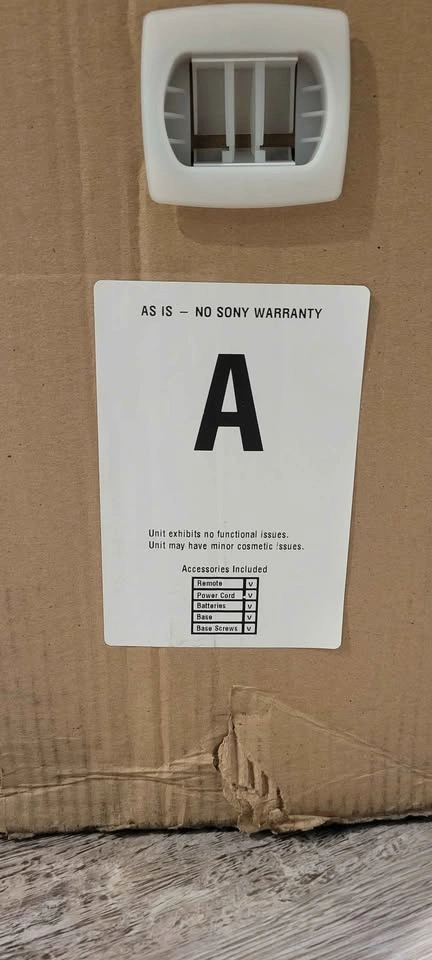 AS IS – NO SONY WARRANTY
A
Unit exhibits no functional issues.
Unit may have minor cosmetic issues.
Accessories Included
Remote v
Power Cord v
Batteries v
Base v
Base Screws v